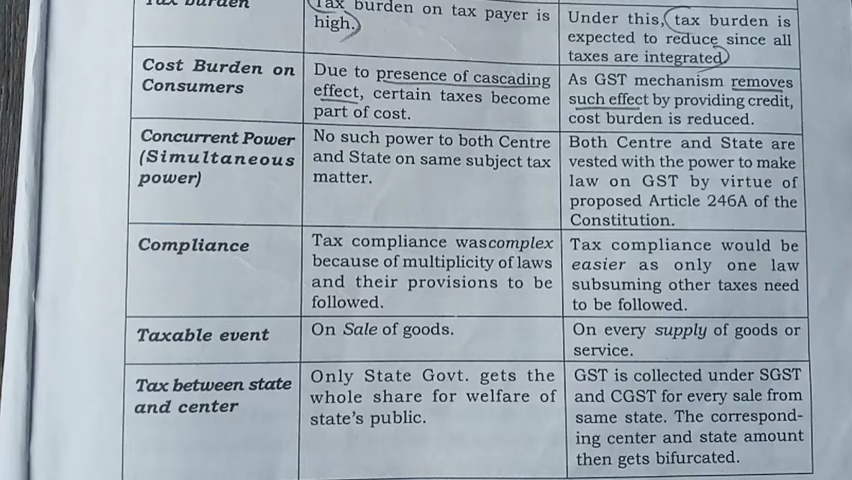 Tax burden
Tax burden on tax payer is
high.
Under this, tax burden is
expected to reduce since all
taxes are integrated
Cost Burden on
Consumers
Due to presence of cascading
effect, certain taxes become
part of cost.
As GST mechanism removes
such effect by providing credit,
cost burden is reduced.
Concurrent Power
(Simultaneous
power)
No such power to both Centre
and State on same subject tax
matter.
Both Centre and State are
vested with the power to make
law on GST by virtue of
proposed Article 246A of the
Constitution.
Compliance
Tax compliance wascomplex
because of multiplicity of laws
and their provisions to be
followed.
Tax compliance would be
easier as only one law
subsuming other taxes need
to be followed.
Taxable event
On Sale of goods.
On every supply of goods or
service.
Tax between state
and center
Only State Govt. gets the
whole share for welfare of
state's public.
GST is collected under SGST
and CGST for every sale from
same state. The correspond-
ing center and state amount
then gets bifurcated.